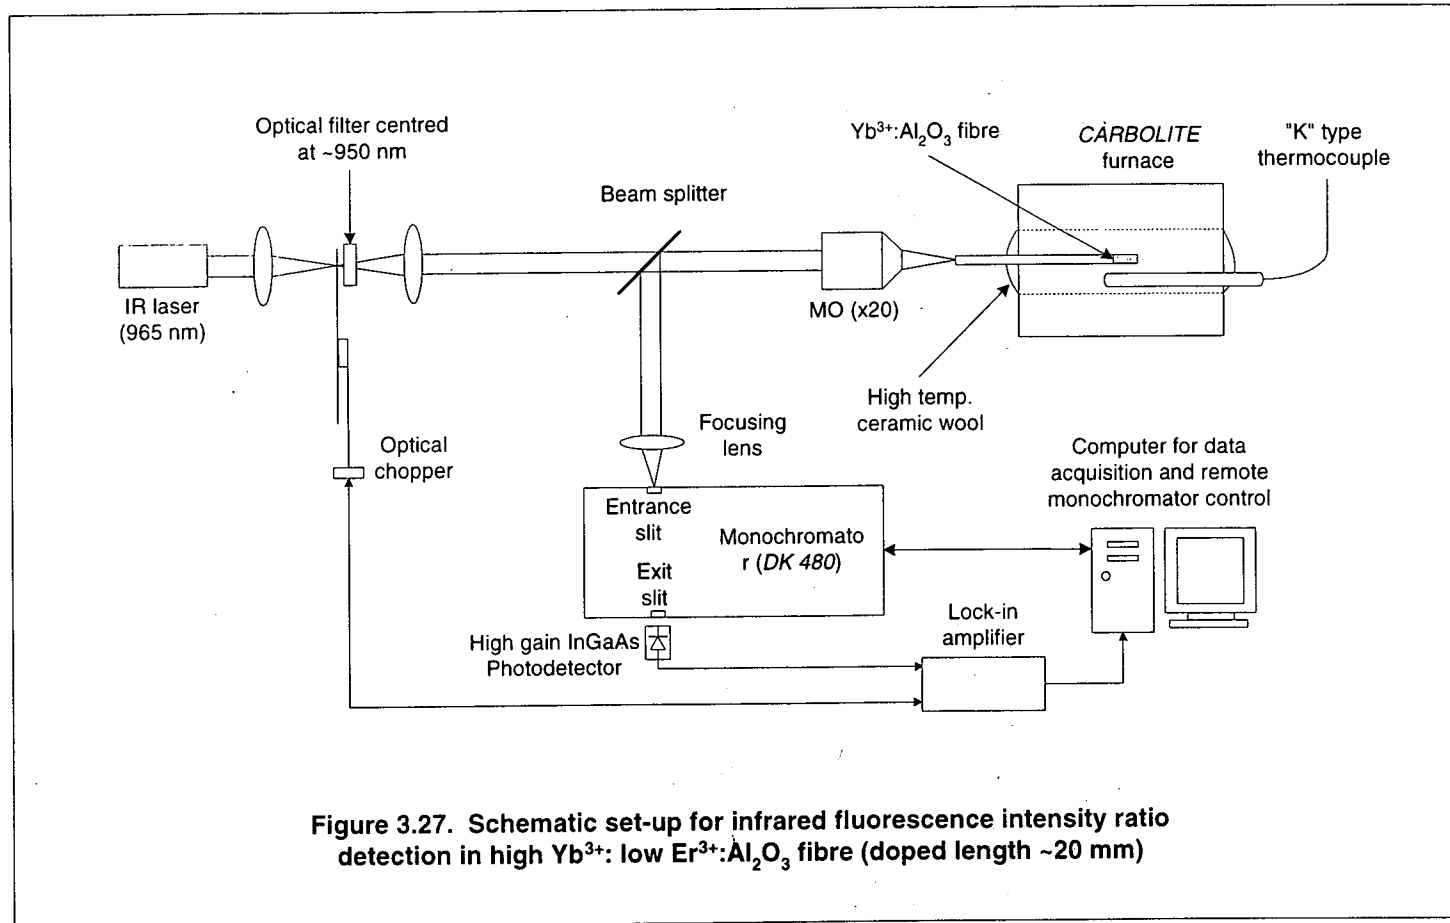 Optical filter centred
at ~950 nm
Yb³⁺:Al₂O₃ fibre
CARBOLITE
furnace
"K" type
thermocouple
Beam splitter
IR laser
(965 nm)
MO (x20)
High temp.
ceramic wool
Focusing
lens
Optical
chopper
Computer for data
acquisition and remote
monochromator control
Entrance
slit
Monochromato
r (DK 480)
Exit
slit
High gain InGaAs
Photodetector
Lock-in
amplifier
Figure 3.27. Schematic set-up for infrared fluorescence intensity ratio
detection in high Yb³⁺: low Er³⁺:Al₂O₃ fibre (doped length ~20 mm)